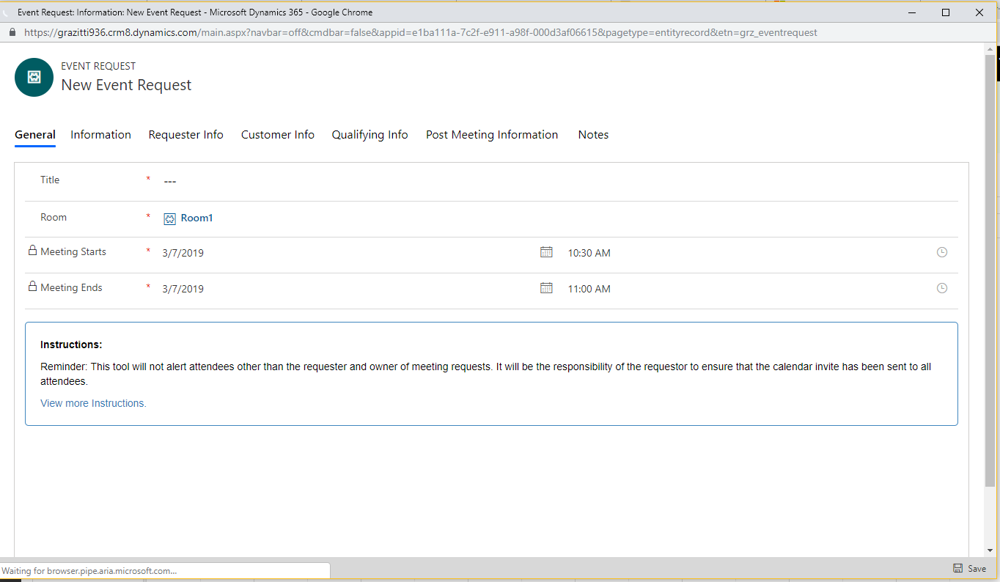 Event Request: Information: New Event Request - Microsoft Dynamics 365 - Google Chrome
https://grazitti936.crm8.dynamics.com/main.aspx?navbar=off&cmdbar=false&appid=e1ba111a-7c2f-e911-a98f-000d3af06615&pagetype=entityrecord&etn=grz_eventrequest
EVENT REQUEST
New Event Request
General Information Requester Info Customer Info Qualifying Info Post Meeting Information Notes
Title * ---
Room * Room1
Meeting Starts * 3/7/2019 10:30 AM
Meeting Ends * 3/7/2019 11:00 AM
Instructions:
Reminder: This tool will not alert attendees other than the requester and owner of meeting requests. It will be the responsibility of the requestor to ensure that the calendar invite has been sent to all
attendees.
View more Instructions.
Waiting for browser.pipe.aria.microsoft.com...
Save